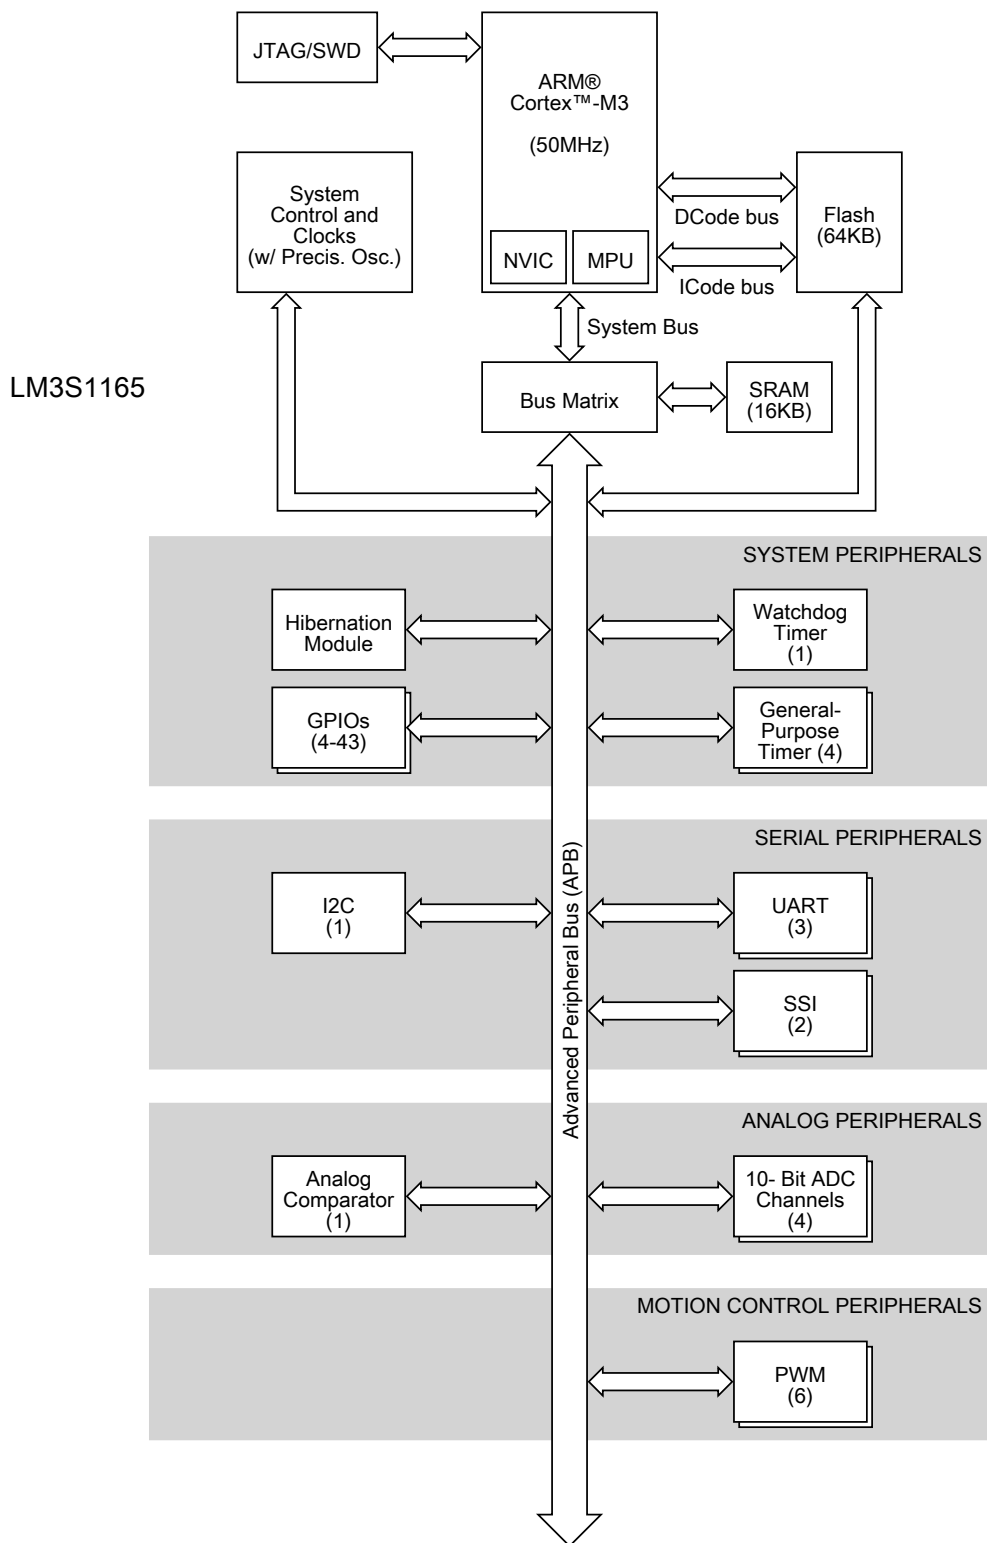 JTAG/SWD
ARM®
Cortex™-M3
(50MHz)
System
Control and
Clocks
(w/ Precis. Osc.)
DCode bus
Flash
(64KB)
NVIC
MPU
ICode bus
System Bus
LM3S1165
Bus Matrix
SRAM
(16KB)
SYSTEM PERIPHERALS
Hibernation
Module
Watchdog
Timer
(1)
GPIOs
(4-43)
General-
Purpose
Timer (4)
Advanced Peripheral Bus (APB)
SERIAL PERIPHERALS
I2C
(1)
UART
(3)
SSI
(2)
ANALOG PERIPHERALS
Analog
Comparator
(1)
10- Bit ADC
Channels
(4)
MOTION CONTROL PERIPHERALS
PWM
(6)